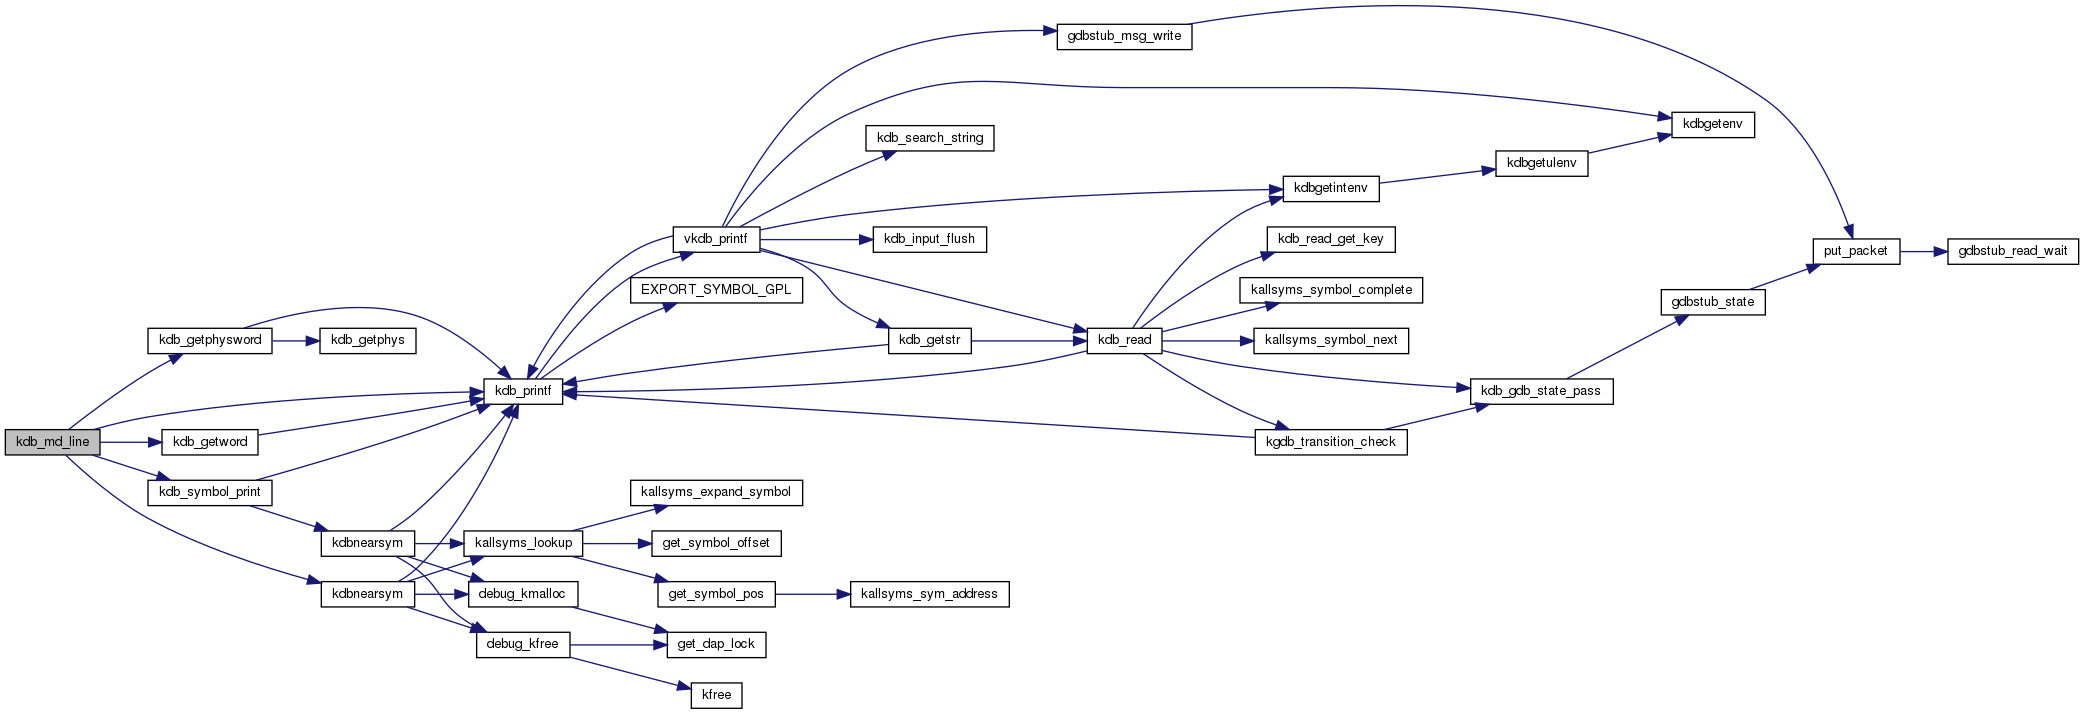 gdbstub_msg_write
kdbgetenv
kdb_search_string
kdbgetulenv
kdbgetintenv
vkdb_printf
kdb_input_flush
kdb_read_get_key
put_packet
gdbstub_read_wait
EXPORT_SYMBOL_GPL
kallsyms_symbol_complete
gdbstub_state
kdb_getphysword
kdb_getphys
kdb_getstr
kdb_read
kallsyms_symbol_next
kdb_printf
kdb_gdb_state_pass
kdb_md_line
kdb_getword
kgdb_transition_check
kdb_symbol_print
kallsyms_expand_symbol
kdbnearsym
kallsyms_lookup
get_symbol_offset
kdbnearsym
debug_kmalloc
get_symbol_pos
kallsyms_sym_address
debug_kfree
get_dap_lock
kfree